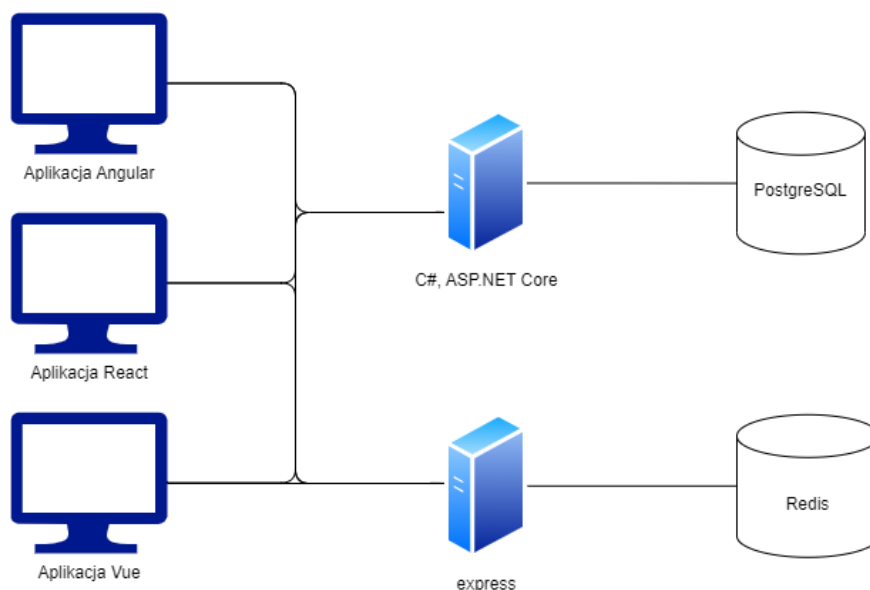 Aplikacja Angular
PostgreSQL
C#, ASP.NET Core
Aplikacja React
Redis
Aplikacja Vue
express